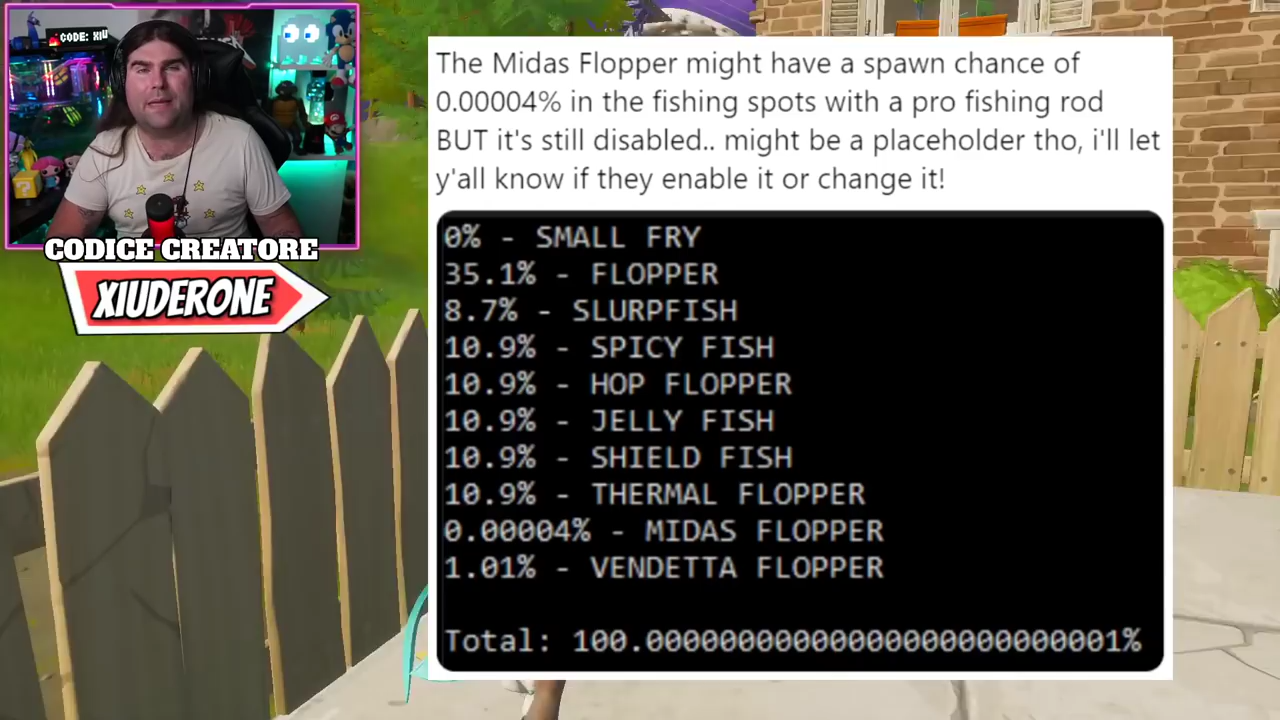 CODE: XIU
CODICE CREATORE
XIUDERONE
The Midas Flopper might have a spawn chance of
0.00004% in the fishing spots with a pro fishing rod
BUT it's still disabled.. might be a placeholder tho, i'll let
y'all know if they enable it or change it!
0% - SMALL FRY
35.1% - FLOPPER
8.7% - SLURPFISH
10.9% - SPICY FISH
10.9% - HOP FLOPPER
10.9% - JELLY FISH
10.9% - SHIELD FISH
10.9% - THERMAL FLOPPER
0.00004% - MIDAS FLOPPER
1.01% - VENDETTA FLOPPER
Total: 100.00000000000000000000001%